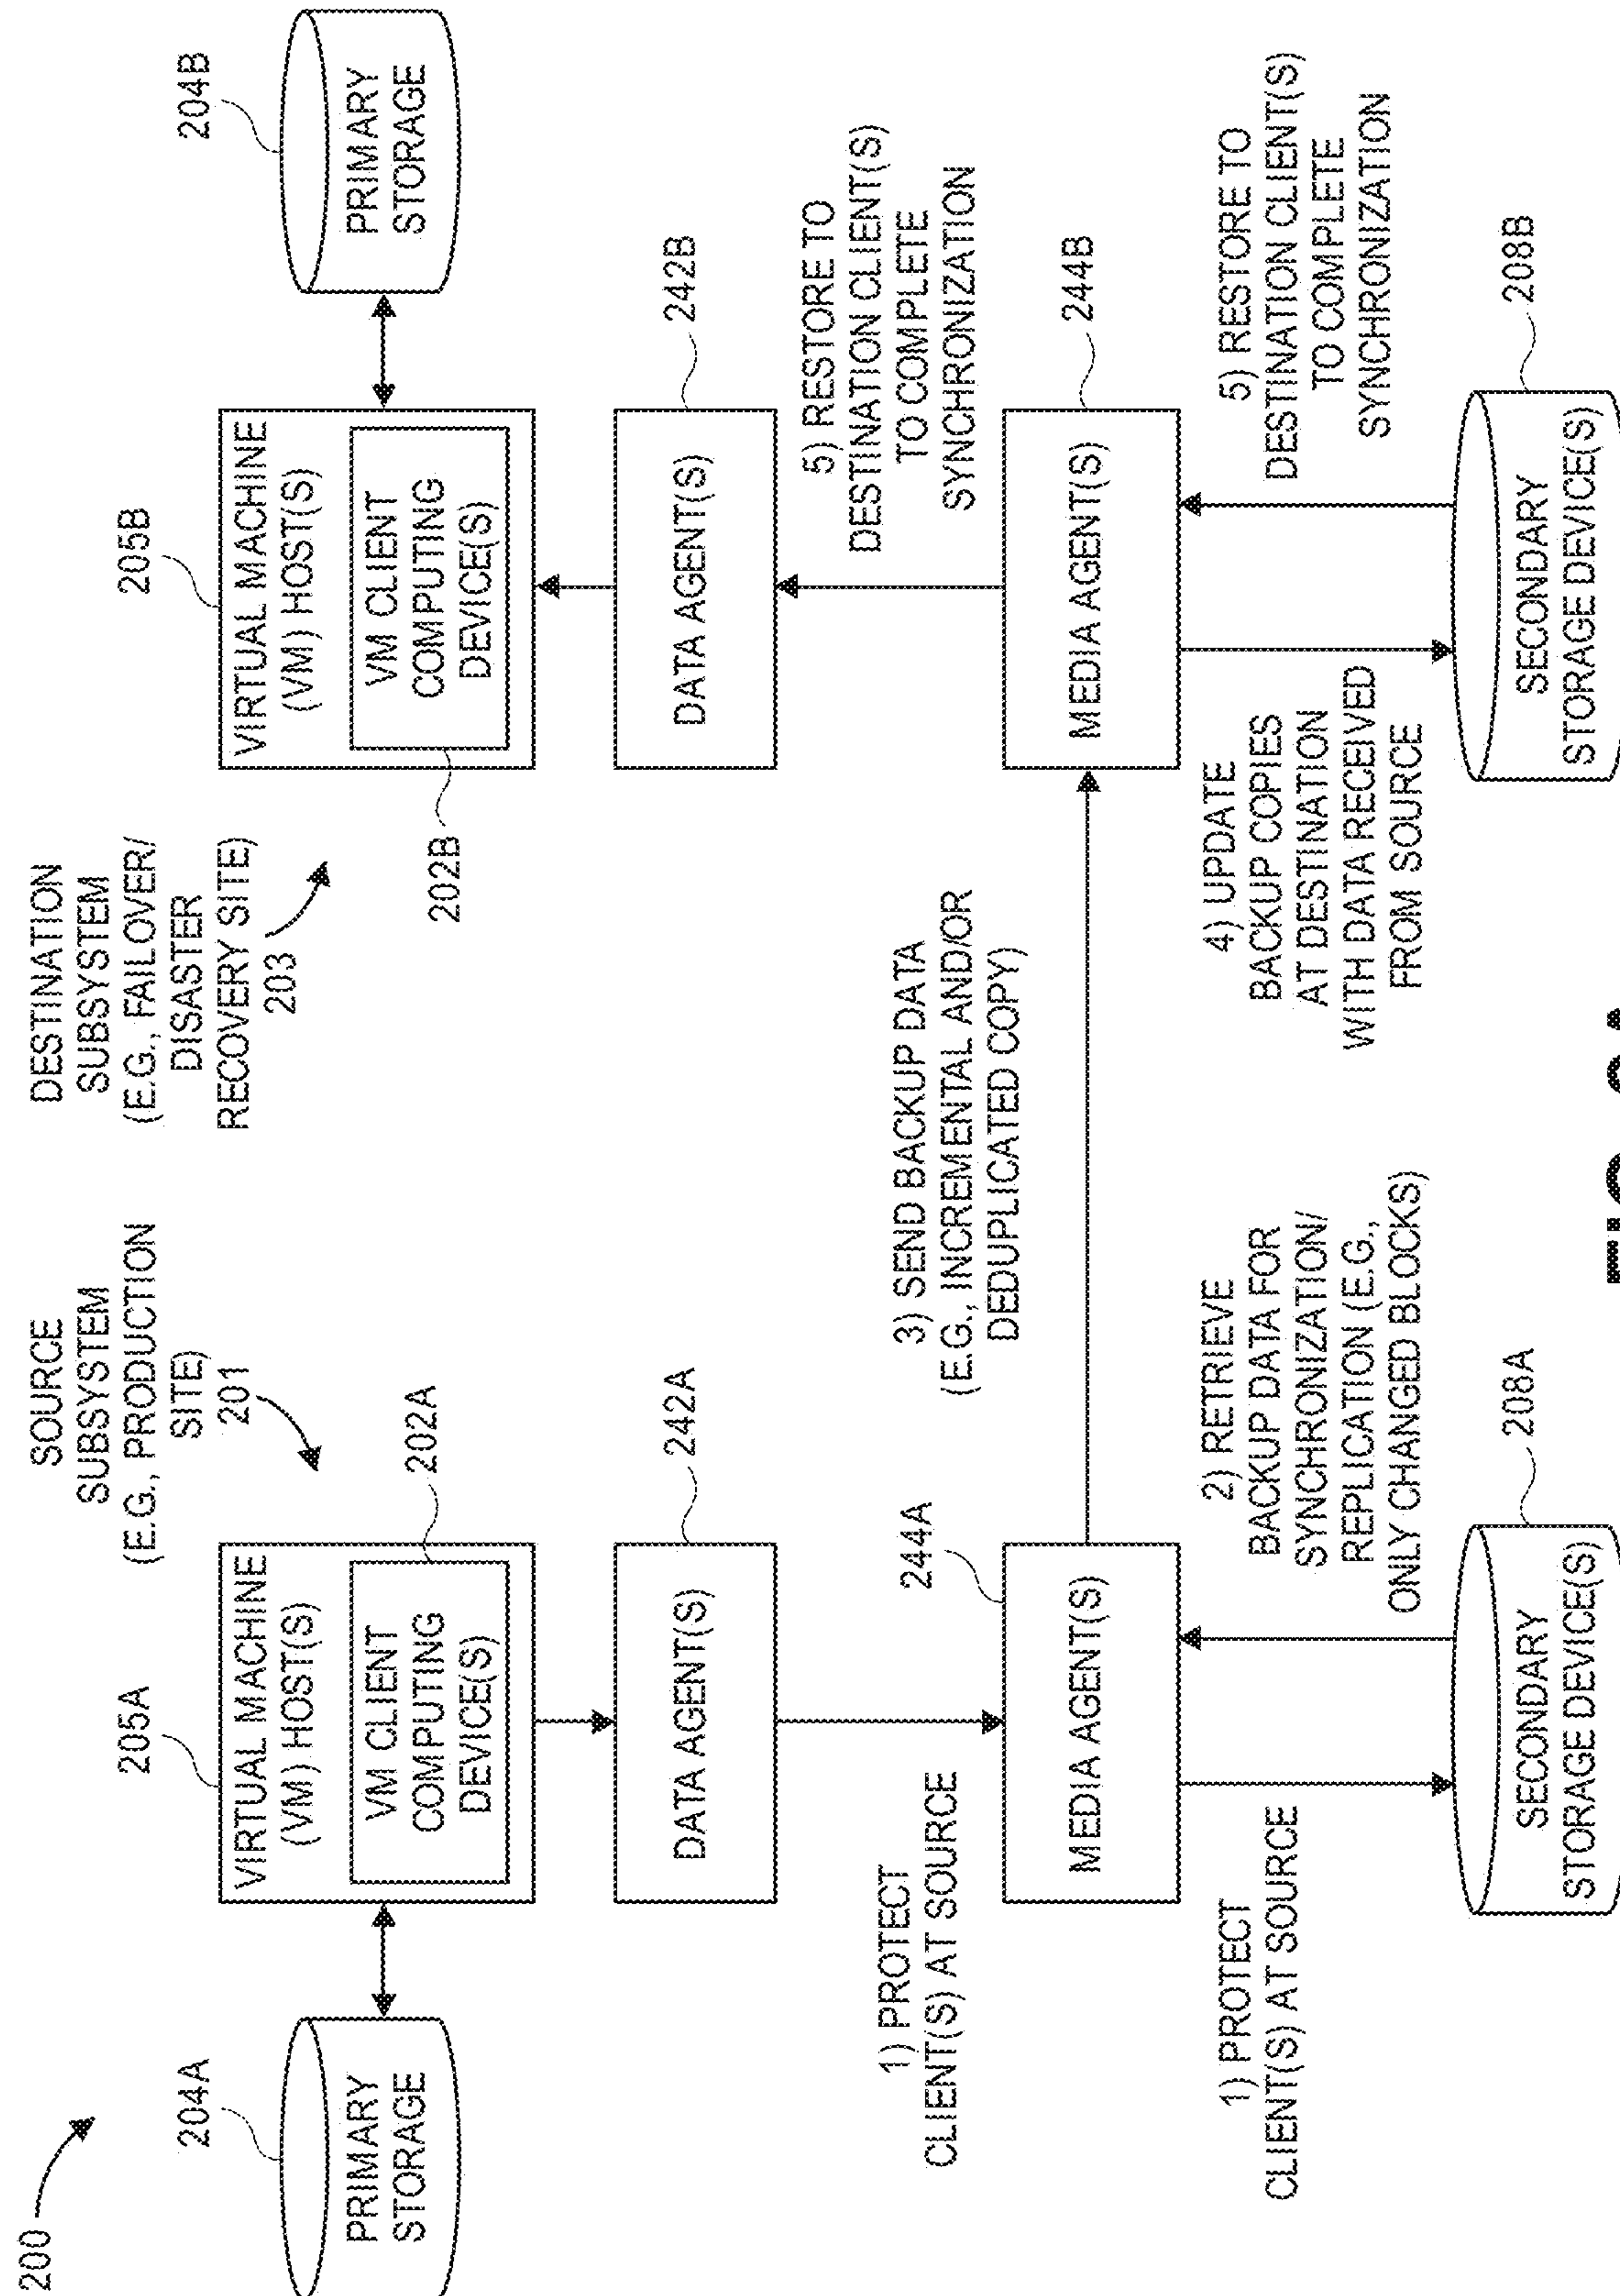 200
SOURCE
SUBSYSTEM
(E.G., PRODUCTION
SITE)
201
DESTINATION
SUBSYSTEM
(E.G., FAILOVER/
DISASTER
RECOVERY SITE)
203
204A
PRIMARY
STORAGE
205A
VIRTUAL MACHINE
(VM) HOST(S)
VM CLIENT
COMPUTING
DEVICE(S)
202A
205B
VIRTUAL MACHINE
(VM) HOST(S)
VM CLIENT
COMPUTING
DEVICE(S)
202B
204B
PRIMARY
STORAGE
DATA AGENT(S)
242A
DATA AGENT(S)
242B
1) PROTECT
CLIENT(S) AT SOURCE
3) SEND BACKUP DATA
(E.G., INCREMENTAL AND/OR
DEDUPLICATED COPY)
5) RESTORE TO
DESTINATION CLIENT(S)
TO COMPLETE
SYNCHRONIZATION
244A
MEDIA AGENT(S)
MEDIA AGENT(S)
244B
1) PROTECT
CLIENT(S) AT SOURCE
2) RETRIEVE
BACKUP DATA FOR
SYNCHRONIZATION/
REPLICATION (E.G.,
ONLY CHANGED BLOCKS)
4) UPDATE
BACKUP COPIES
AT DESTINATION
WITH DATA RECEIVED
FROM SOURCE
5) RESTORE TO
DESTINATION CLIENT(S)
TO COMPLETE
SYNCHRONIZATION
SECONDARY
STORAGE DEVICE(S)
208A
SECONDARY
STORAGE DEVICE(S)
208B